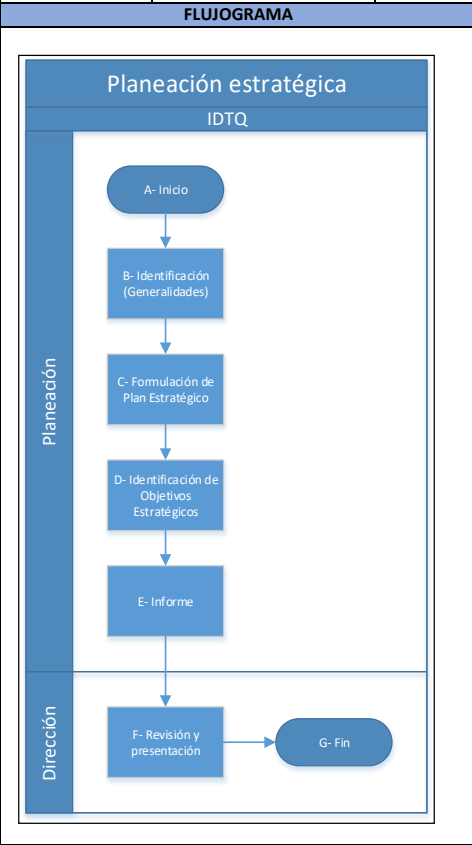 FLUJOGRAMA
Planeación estratégica
IDTQ
Planeación
A- Inicio
B- Identificación
(Generalidades)
C- Formulación de
Plan Estratégico
D- Identificación de
Objetivos
Estratégicos
E- Informe
Dirección
F- Revisión y
presentación
G- Fin